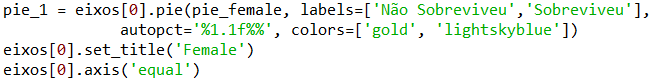 pie_1 = eixos[0].pie(pie_female, labels=['Não Sobreviveu','Sobreviveu'],
autopct='%1.1f%%', colors=['gold', 'lightskyblue'])
eixos[0].set_title('Female')
eixos[0].axis('equal')